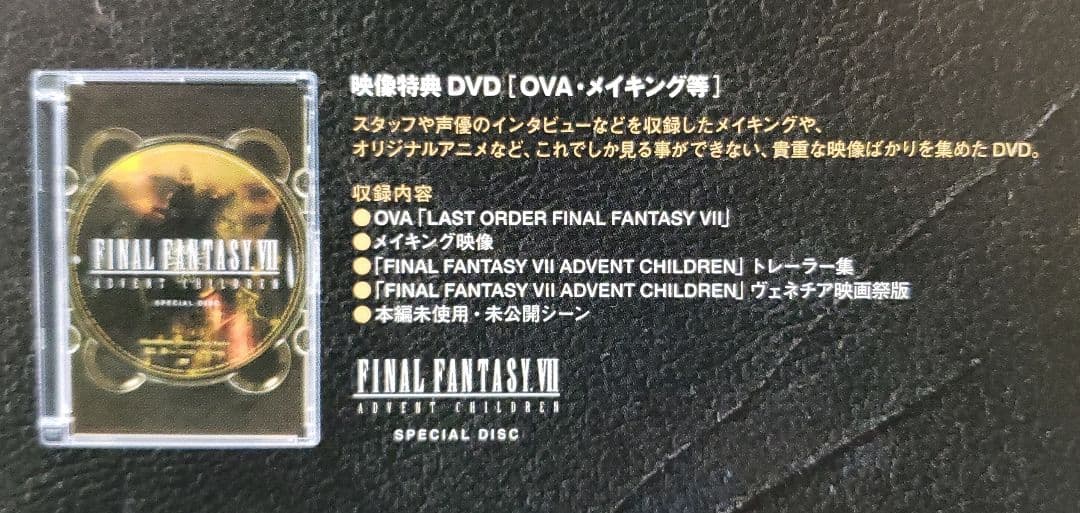 映像特典 DVD [ OVA・メイキング等 ]
スタッフや声優のインタビューなどを収録したメイキングや、
オリジナルアニメなど、これでしか見る事ができない、貴重な映像ばかりを集めた DVD。
収録内容
●OVA「LAST ORDER FINAL FANTASY VII」
●メイキング映像
●「FINAL FANTASY VII ADVENT CHILDREN」トレーラー集
●「FINAL FANTASY VII ADVENT CHILDREN」ヴェネチア映画祭版
●本編未使用・未公開シーン
FINAL FANTASY VII
ADVENT CHILDREN
SPECIAL DISC
FINAL FANTASY VII
ADVENT CHILDREN
SPECIAL DISC